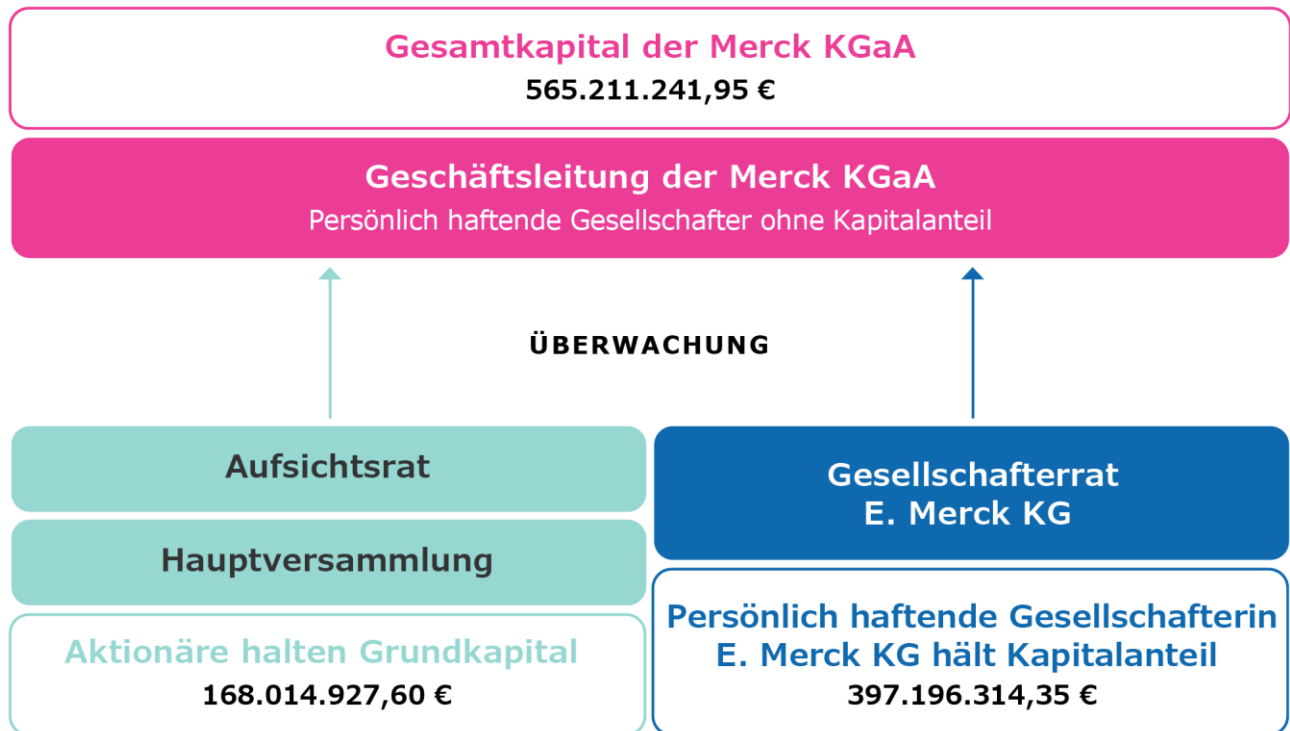 Gesamtkapital der Merck KGaA
565.211.241,95 €
Geschäftsleitung der Merck KGaA
Persönlich haftende Gesellschafter ohne Kapitalanteil
ÜBERWACHUNG
Aufsichtsrat
Hauptversammlung
Aktionäre halten Grundkapital
168.014.927,60 €
Gesellschafterrat
E. Merck KG
Persönlich haftende Gesellschafterin
E. Merck KG hält Kapitalanteil
397.196.314,35 €